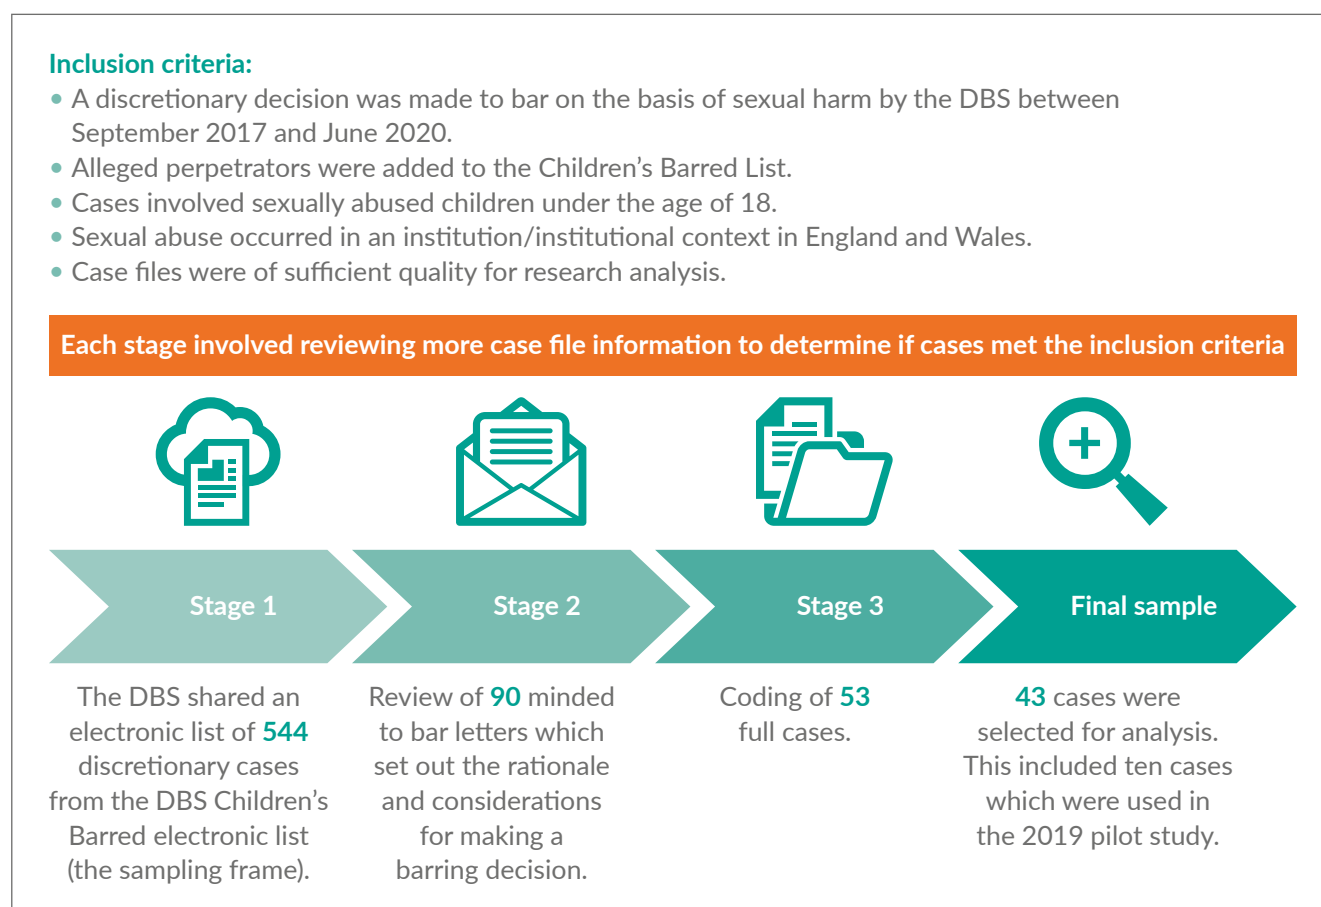 Inclusion criteria:
• A discretionary decision was made to bar on the basis of sexual harm by the DBS between
September 2017 and June 2020.
• Alleged perpetrators were added to the Children’s Barred List.
• Cases involved sexually abused children under the age of 18.
• Sexual abuse occurred in an institution/institutional context in England and Wales.
• Case files were of sufficient quality for research analysis.
Each stage involved reviewing more case file information to determine if cases met the inclusion criteria
Stage 1
The DBS shared an
electronic list of 544
discretionary cases
from the DBS Children’s
Barred electronic list
(the sampling frame).
Stage 2
Review of 90 minded
to bar letters which
set out the rationale
and considerations
for making a
barring decision.
Stage 3
Coding of 53
full cases.
Final sample
43 cases were
selected for analysis.
This included ten cases
which were used in
the 2019 pilot study.